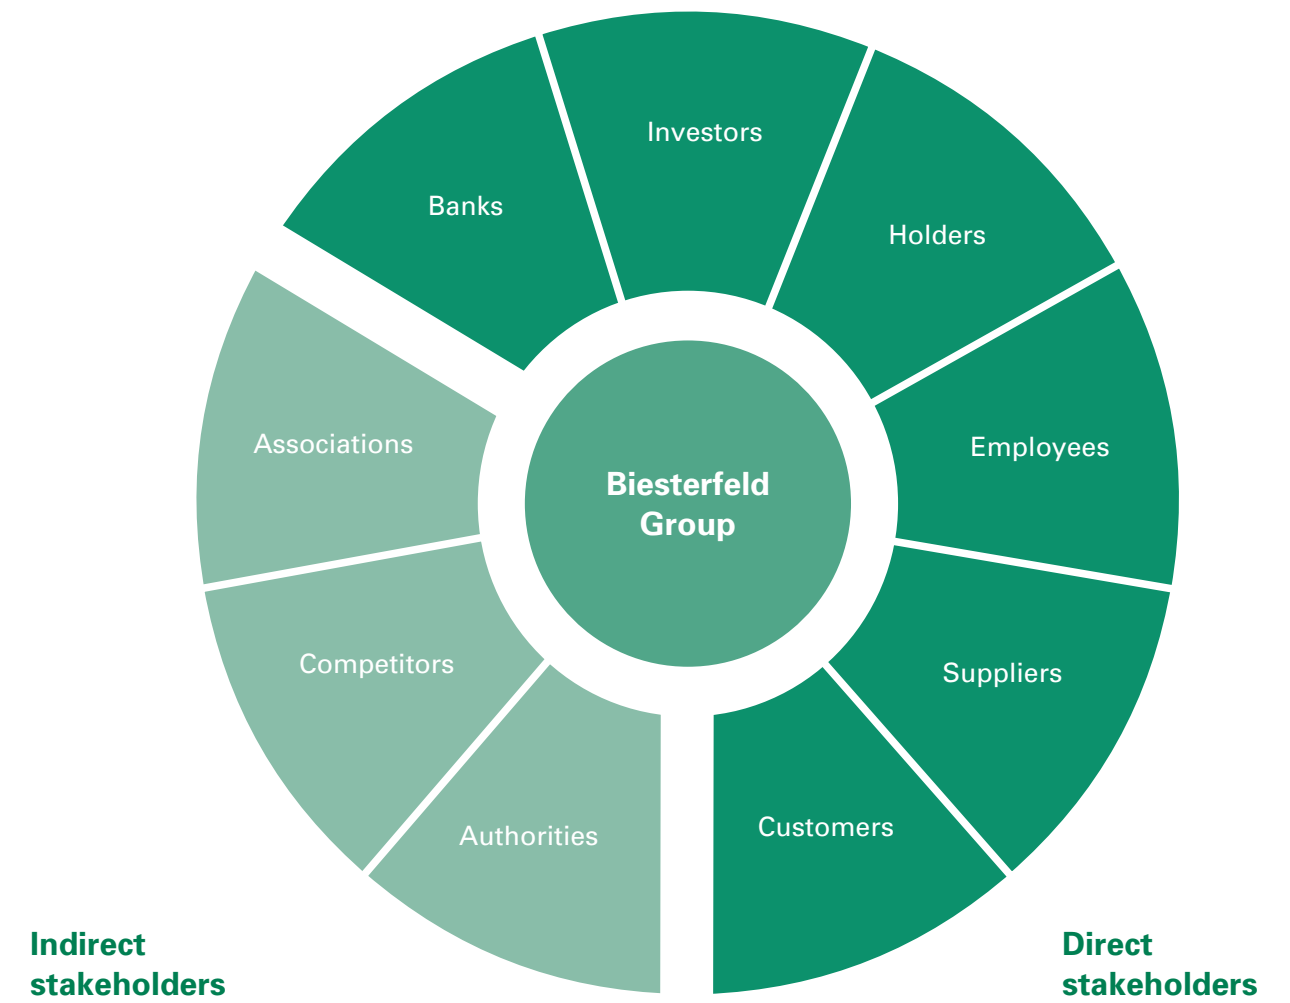 Investors
Banks
Holders
Associations
Employees
Biesterfeld
Group
Competitors
Suppliers
Authorities
Customers
Indirect
stakeholders
Direct
stakeholders